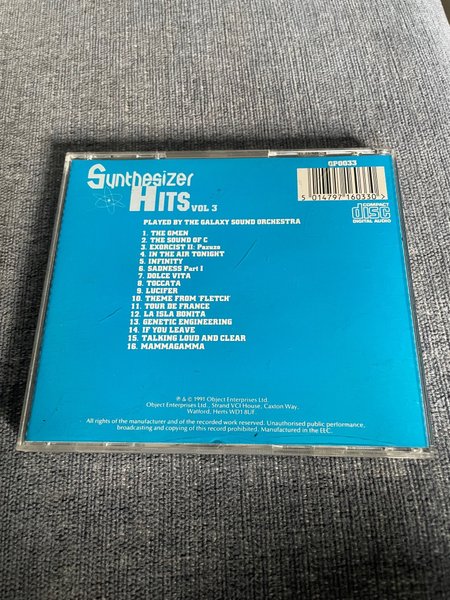 Synthesizer
HITS VOL 3
OP0033
5 014797 160330
COMPACT
disc
DIGITAL AUDIO
PLAYED BY THE GALAXY SOUND ORCHESTRA
1. THE OMEN
2. THE SOUND OF C
3. EXORCIST II: Pazuzo
4. IN THE AIR TONIGHT
5. INFINITY
6. SADNESS Part I
7. DOLCE VITA
8. TOCCATA
9. LUCIFER
10. THEME FROM 'FLETCH'
11. TOUR DE FRANCE
12. LA ISLA BONITA
13. GENETIC ENGINEERING
14. IF YOU LEAVE
15. TALKING LOUD AND CLEAR
16. MAMMAGAMMA
℗ & © 1991 Object Enterprises Ltd.
Object Enterprises Ltd., Strand VCI House, Caxton Way.
Watford, Herts WD1 8UF.
All rights of the manufacturer and of the recorded work reserved. Unauthorised public performance,
broadcasting and copying of this record prohibited. Manufactured in the EEC.